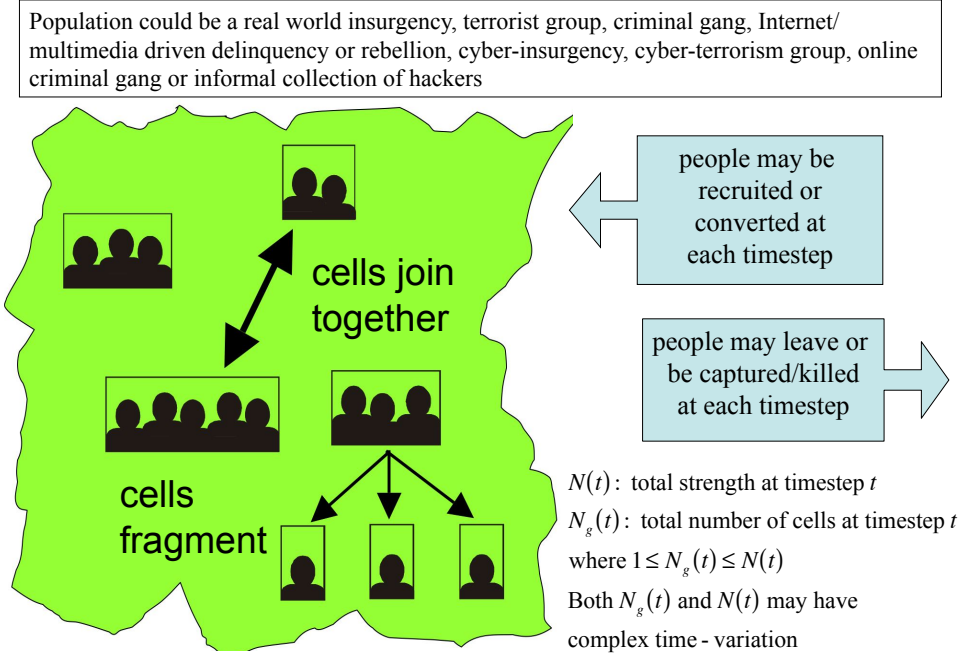 Population could be a real world insurgency, terrorist group, criminal gang, Internet/
multimedia driven delinquency or rebellion, cyber-insurgency, cyber-terrorism group, online
criminal gang or informal collection of hackers
people may be
recruited or
converted at
each timestep
cells join
together
people may leave or
be captured/killed
at each timestep
cells
fragment
N(t): total strength at timestep t
N_g(t): total number of cells at timestep t
where 1 ≤ N_g(t) ≤ N(t)
Both N_g(t) and N(t) may have
complex time - variation